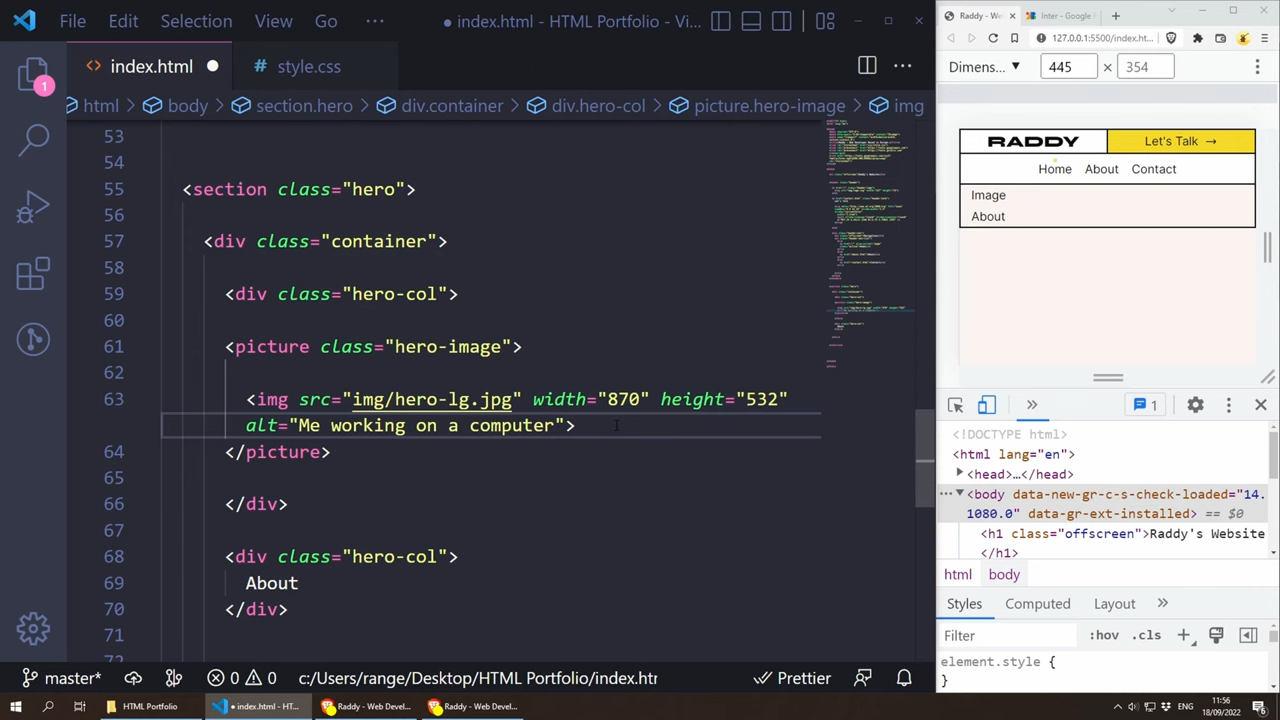 File Edit Selection View Go ··· ● index.html - HTML Portfolio - Vi...
index.html ● # style.css
html body section.hero div.container div.hero-col picture.hero-image img
1
53
54
55 <section class="hero">
56
57 <div class="container">
58
59 <div class="hero-col">
60
61 <picture class="hero-image">
62
63 <img src="img/hero-lg.jpg" width="870" height="532"
alt="Me working on a computer">
64 </picture>
65
66 </div>
67
68 <div class="hero-col">
69 About
70 </div>
71
72
master* 0 0 C:/Users/range/Desktop/HTML Portfolio/index.htr Prettier
Raddy - We Inter - Google
127.0.0.1:5500/index.ht...
Dimens... 445 × 354
RADDY Let's Talk →
Home About Contact
Image
About
» 1
<!DOCTYPE html>
<html lang="en">
<head>…</head>
··· <body data-new-gr-c-s-check-loaded="14.
1080.0" data-gr-ext-installed> == $0
<h1 class="offscreen">Raddy's Website
</h1>
html body
Styles Computed Layout »
Filter :hov .cls +
element.style {
}
HTML Portfolio ● index.html - HT... Raddy - Web Devel... Raddy - Web Devel... ENG 11:56
18/09/2022 6